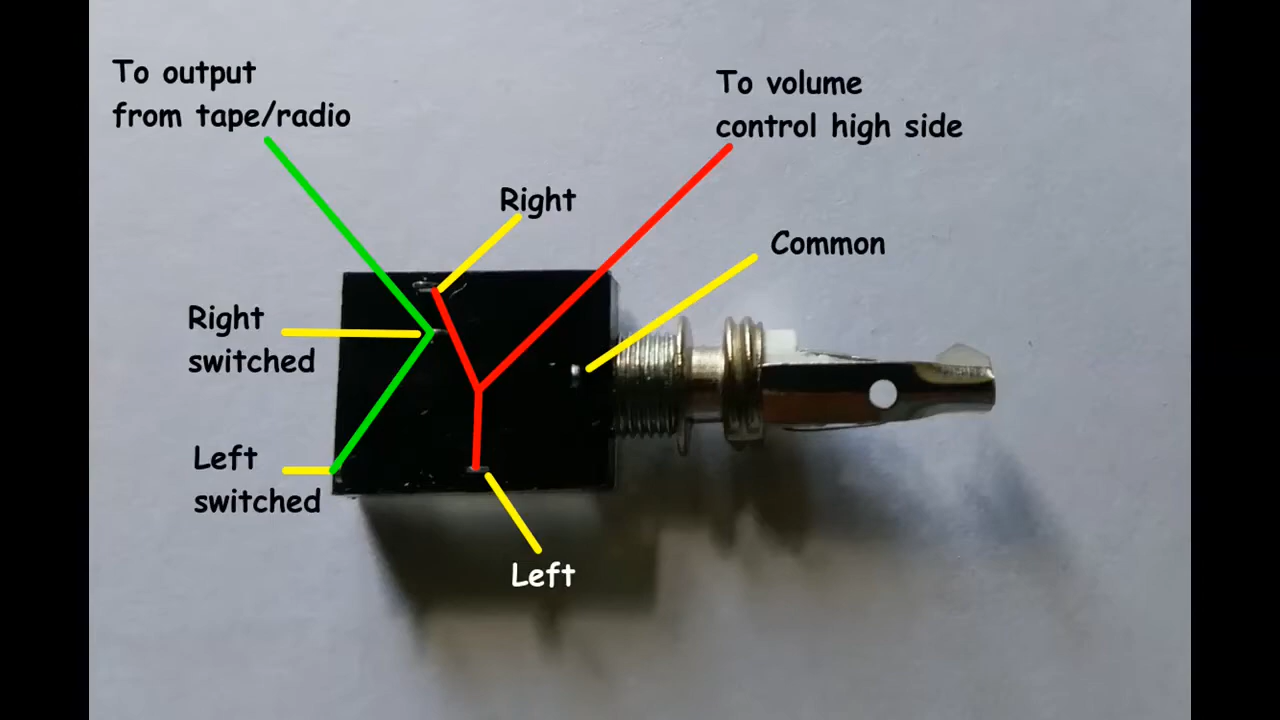 To output
from tape/radio
To volume
control high side
Right
Common
Right
switched
Left
switched
Left